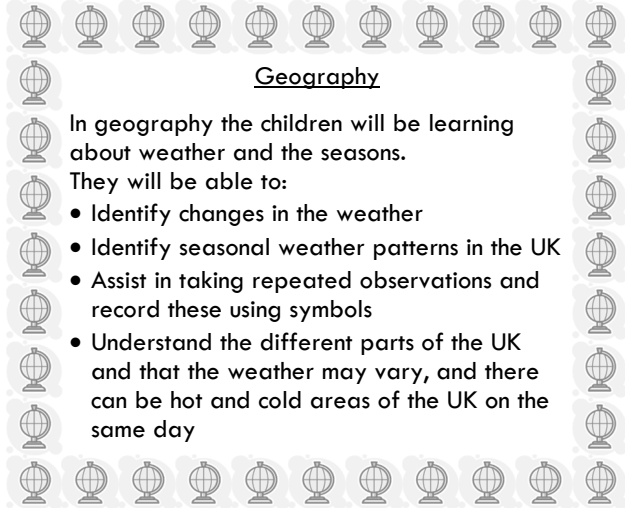 Geography
In geography the children will be learning
about weather and the seasons.
They will be able to:
• Identify changes in the weather
• Identify seasonal weather patterns in the UK
• Assist in taking repeated observations and
record these using symbols
• Understand the different parts of the UK
and that the weather may vary, and there
can be hot and cold areas of the UK on the
same day